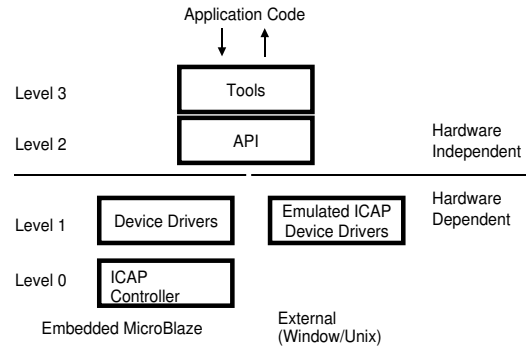 Application Code
Level 3
Tools
Level 2
API
Hardware
Independent
Level 1
Device Drivers
Emulated ICAP
Device Drivers
Hardware
Dependent
Level 0
ICAP
Controller
Embedded MicroBlaze
External
(Window/Unix)